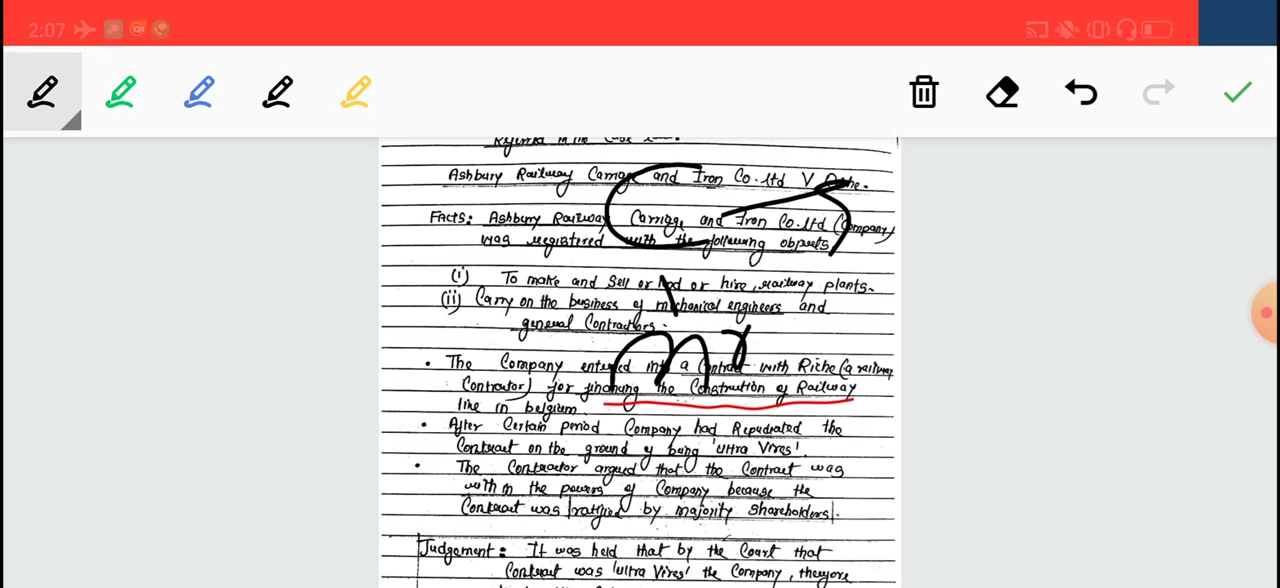 2:07
Ashbury Railway Carriage and Iron Co. ltd V Riche.
Facts: Ashbury Railway Carriage and Iron Co. ltd (Company)
was registered with the following objects
(i) To make and sell or lend or hire, railway plants.
(ii) Carry on the business of mechanical engineers and
general Contractors.
• The Company entered into a Contract with Riche (a railway
Contractor) for financing the Construction of Railway
line in belgium.
• After Certain period Company had Repudiated the
Contract on the ground of being 'Ultra Vires'.
• The Contractor argued that the Contract was
within the powers of Company because the
Contract was ratified by majority shareholders.
Judgement: It was held that by the Court that
Contract was 'Ultra Vires' the Company, therefore